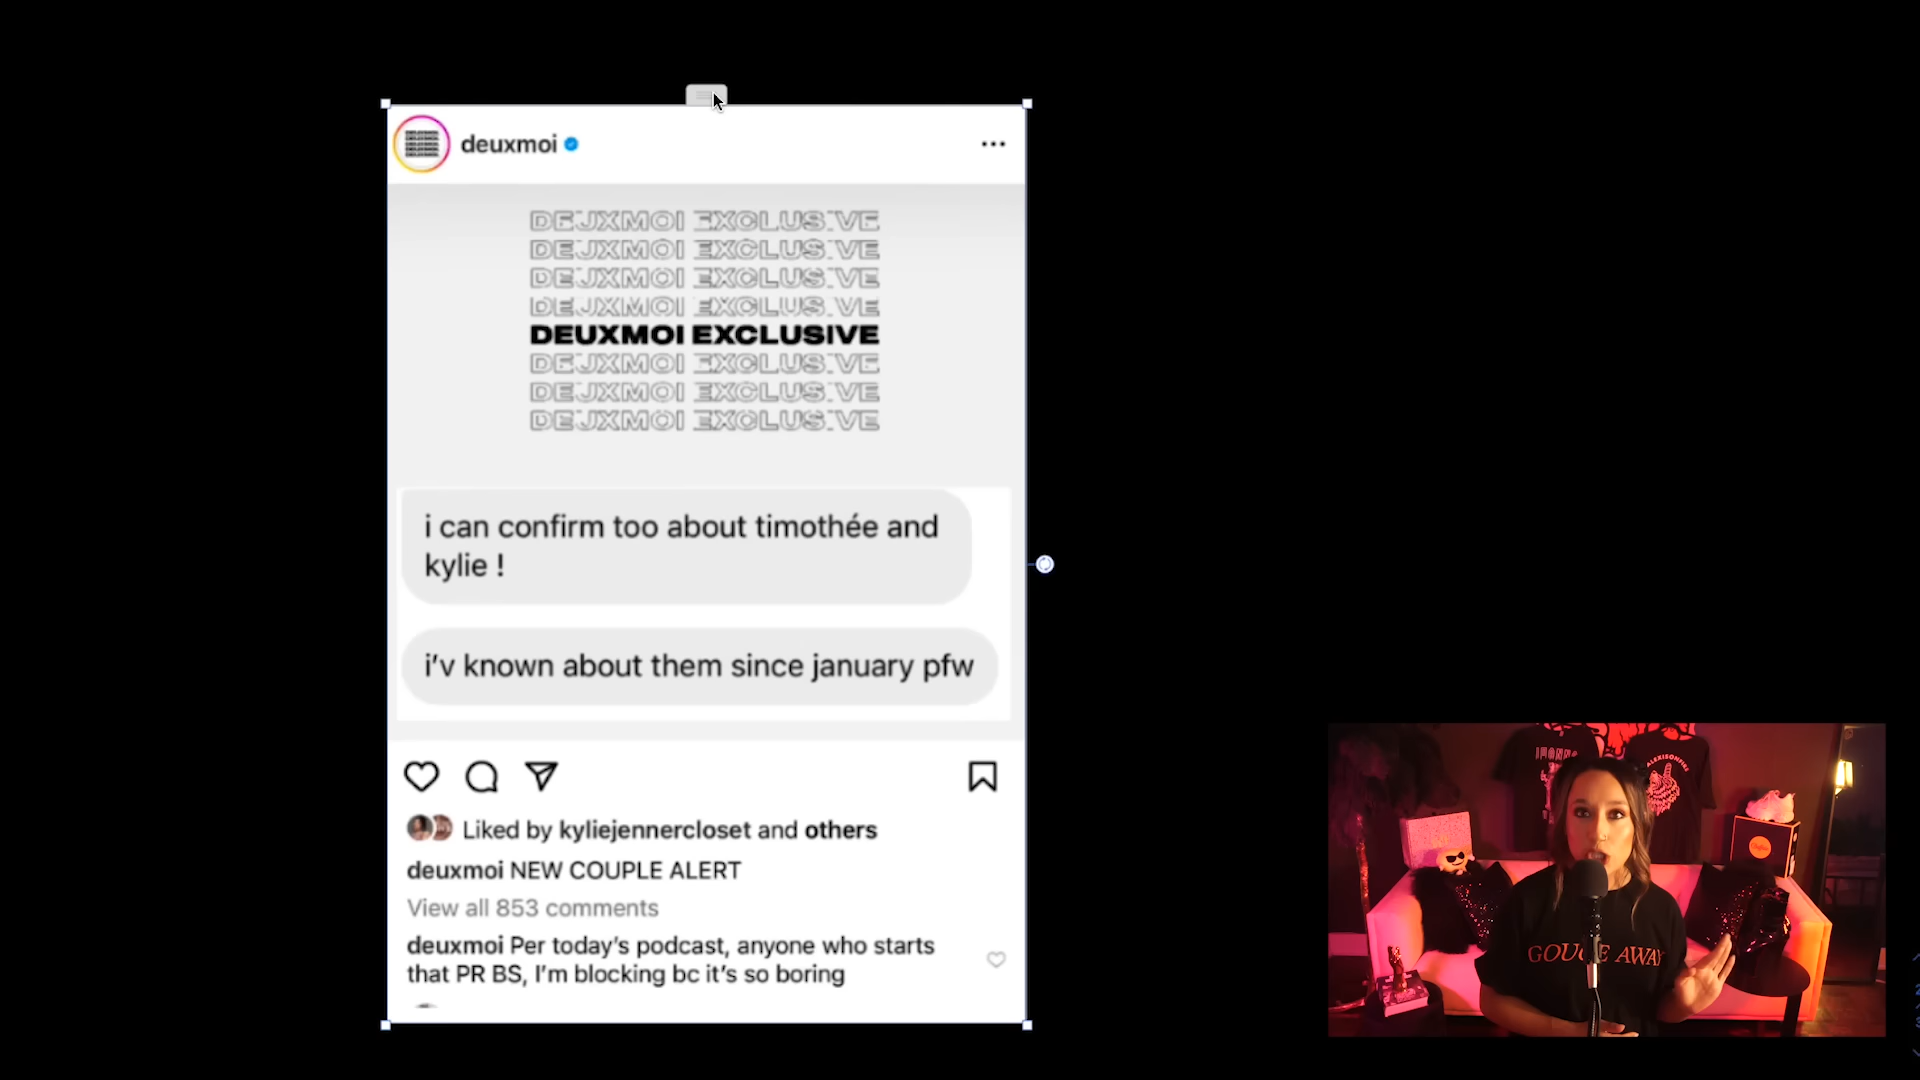 deuxmoi
DEUXMOI EXCLUSIVE
DEUXMOI EXCLUSIVE
DEUXMOI EXCLUSIVE
DEUXMOI EXCLUSIVE
DEUXMOI EXCLUSIVE
DEUXMOI EXCLUSIVE
DEUXMOI EXCLUSIVE
DEUXMOI EXCLUSIVE
i can confirm too about timothée and
kylie !
i'v known about them since january pfw
Liked by kyliejennercloset and others
deuxmoi NEW COUPLE ALERT
View all 853 comments
deuxmoi Per today's podcast, anyone who starts
that PR BS, I'm blocking bc it's so boring
ALEXISONFIRE
GOUGE AWAY